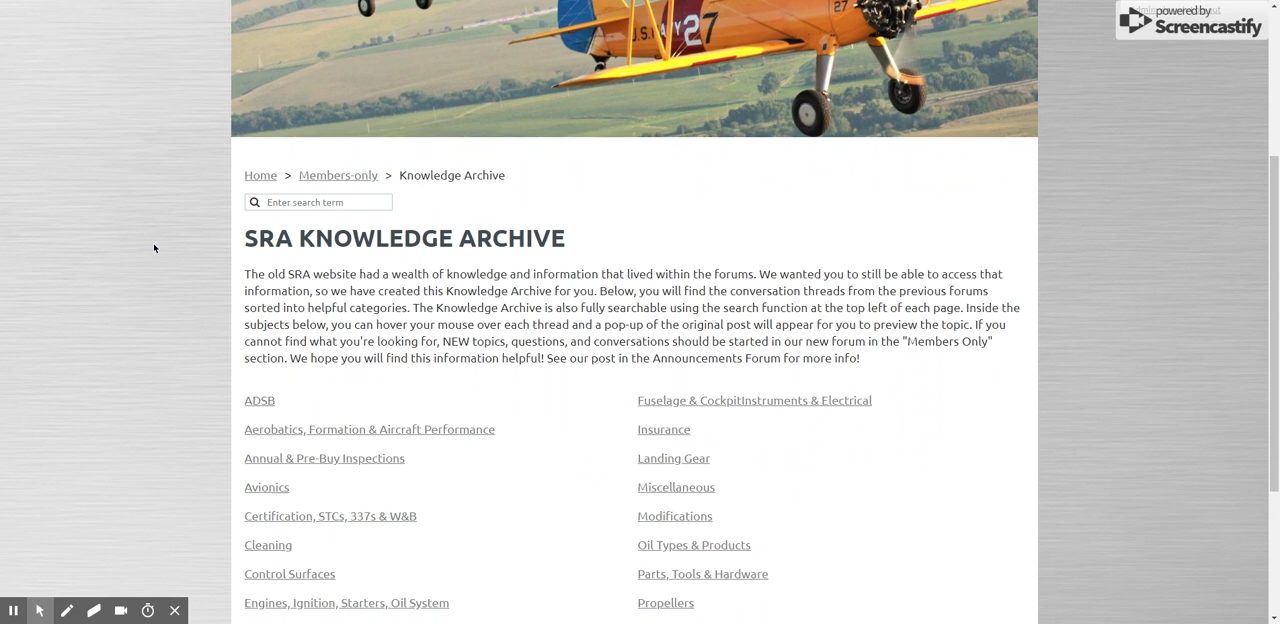 powered by
Screencastify
27
U.S. NAVY 27
Home > Members-only > Knowledge Archive
Enter search term
SRA KNOWLEDGE ARCHIVE
The old SRA website had a wealth of knowledge and information that lived within the forums. We wanted you to still be able to access that
information, so we have created this Knowledge Archive for you. Below, you will find the conversation threads from the previous forums
sorted into helpful categories. The Knowledge Archive is also fully searchable using the search function at the top left of each page. Inside the
subjects below, you can hover your mouse over each thread and a pop-up of the original post will appear for you to preview the topic. If you
cannot find what you're looking for, NEW topics, questions, and conversations should be started in our new forum in the "Members Only"
section. We hope you will find this information helpful! See our post in the Announcements Forum for more info!
ADSB
Aerobatics, Formation & Aircraft Performance
Annual & Pre-Buy Inspections
Avionics
Certification, STCs, 337s & W&B
Cleaning
Control Surfaces
Engines, Ignition, Starters, Oil System
Fuselage & CockpitInstruments & Electrical
Insurance
Landing Gear
Miscellaneous
Modifications
Oil Types & Products
Parts, Tools & Hardware
Propellers